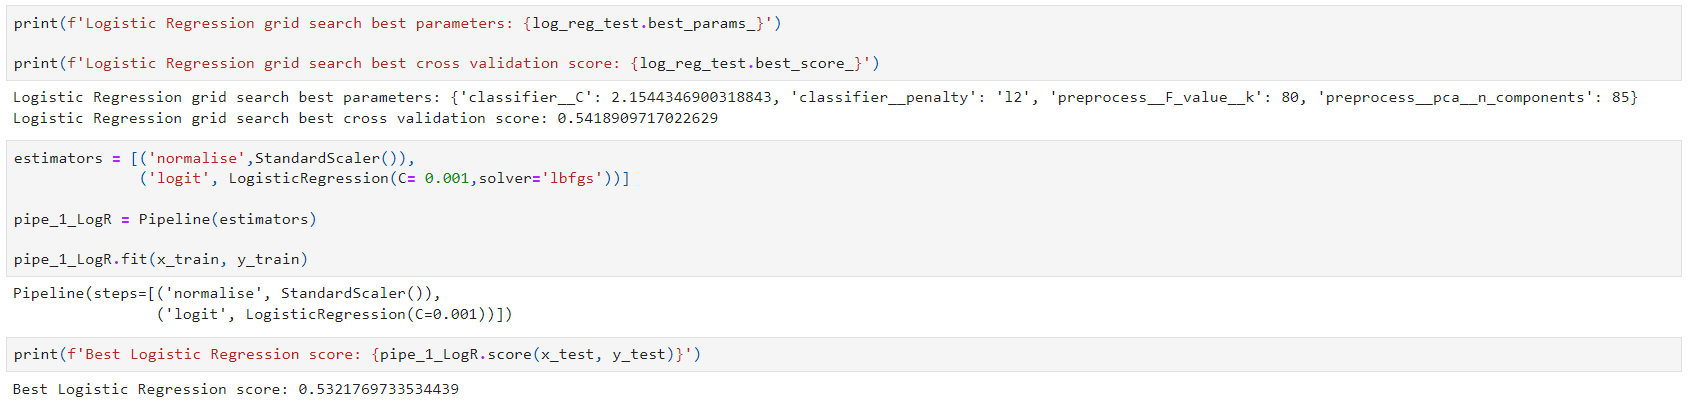 print(f'Logistic Regression grid search best parameters: {log_reg_test.best_params_}')
print(f'Logistic Regression grid search best cross validation score: {log_reg_test.best_score_}')
Logistic Regression grid search best parameters: {'classifier__C': 2.1544346900318843, 'classifier__penalty': 'l2', 'preprocess__F_value__k': 80, 'preprocess__pca__n_components': 85}
Logistic Regression grid search best cross validation score: 0.5418909717022629
estimators = [('normalise',StandardScaler()),
('logit', LogisticRegression(C= 0.001,solver='lbfgs'))]
pipe_1_LogR = Pipeline(estimators)
pipe_1_LogR.fit(x_train, y_train)
Pipeline(steps=[('normalise', StandardScaler()),
('logit', LogisticRegression(C=0.001))])
print(f'Best Logistic Regression score: {pipe_1_LogR.score(x_test, y_test)}')
Best Logistic Regression score: 0.5321769733534439